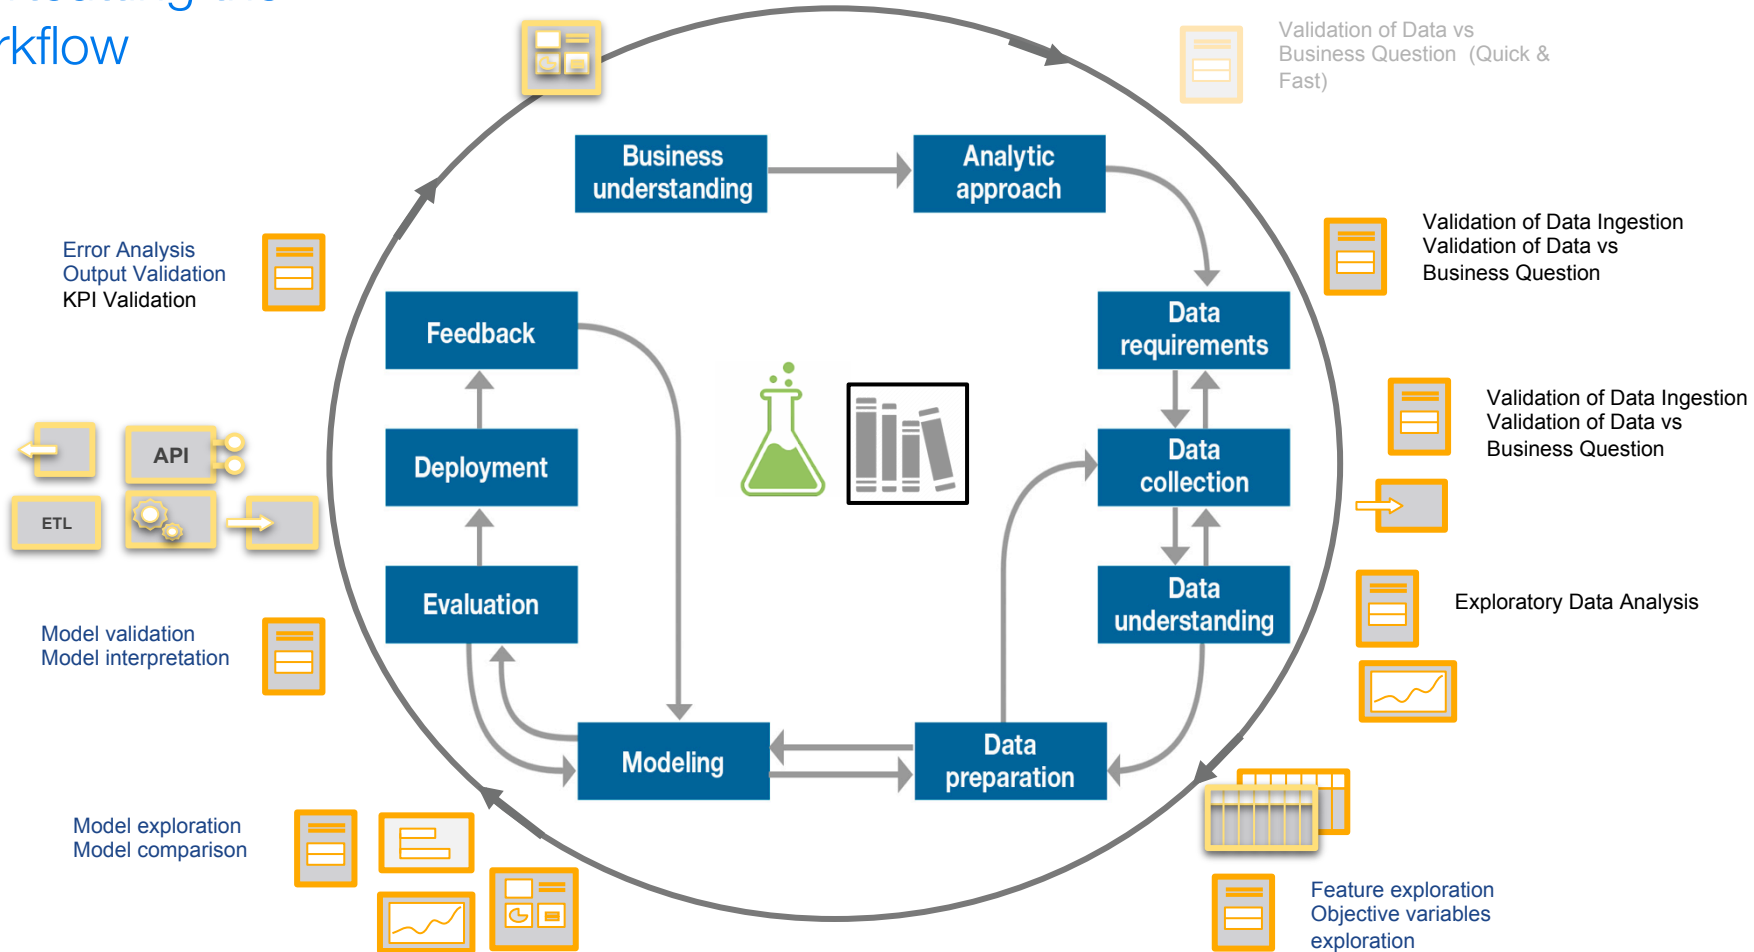 rkflow
Validation of Data vs
Business Question (Quick &
Fast)
Business
understanding
Analytic
approach
Error Analysis
Output Validation
KPI Validation
Validation of Data Ingestion
Validation of Data vs
Business Question
Feedback
Data
requirements
Validation of Data Ingestion
Validation of Data vs
Business Question
API
ETL
Deployment
Data
collection
Evaluation
Data
understanding
Exploratory Data Analysis
Model validation
Model interpretation
Modeling
Data
preparation
Model exploration
Model comparison
Feature exploration
Objective variables
exploration